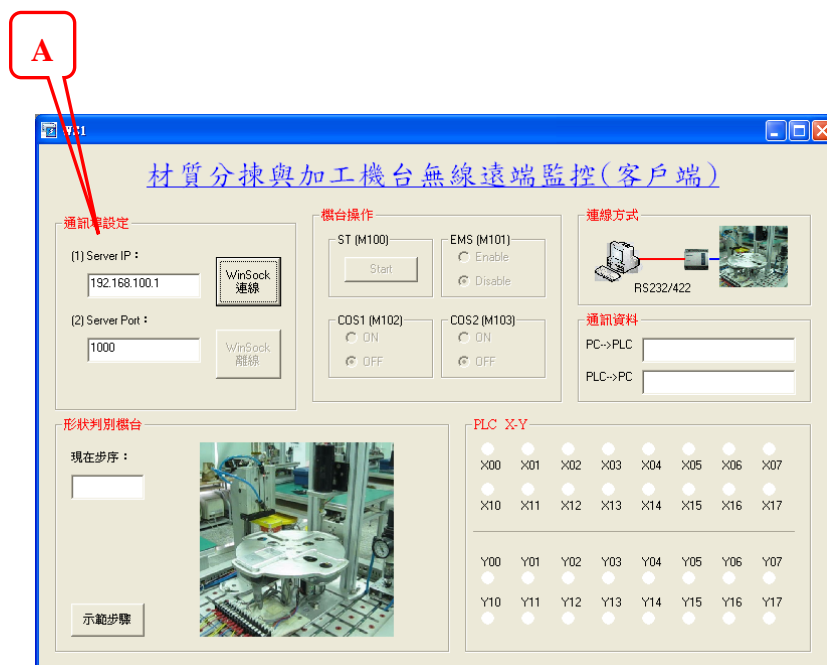 A
材質分揀與加工機台無線遠端監控(客戶端)
通訊埠設定
(1) Server IP：
192.168.100.1
WinSock
連線
(2) Server Port：
1000
WinSock
離線
機台操作
ST (M100)
Start
EMS (M101)
Enable
Disable
COS1 (M102)
ON
OFF
COS2 (M103)
ON
OFF
連線方式
RS232/422
通訊資料
PC-->PLC
PLC-->PC
形狀判別機台
現在步序：
示範步驟
PLC X-Y
X00 X01 X02 X03 X04 X05 X06 X07
X10 X11 X12 X13 X14 X15 X16 X17
Y00 Y01 Y02 Y03 Y04 Y05 Y06 Y07
Y10 Y11 Y12 Y13 Y14 Y15 Y16 Y17